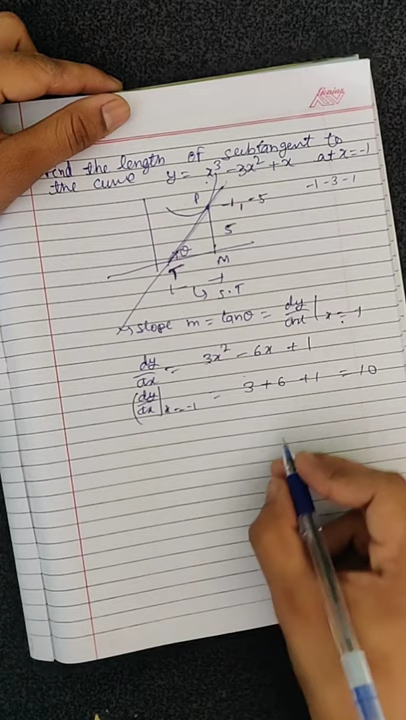 Find the length of subtangent to
the curve y = x³ - 3x² + x at x = -1
-1 -3 -1
P -1, -5
5
θ
T M
S.T
slope m = tanθ = dy/dx | x = -1
dy/dx = 3x² - 6x + 1
(dy/dx | x = -1 = 3 + 6 + 1 = 10